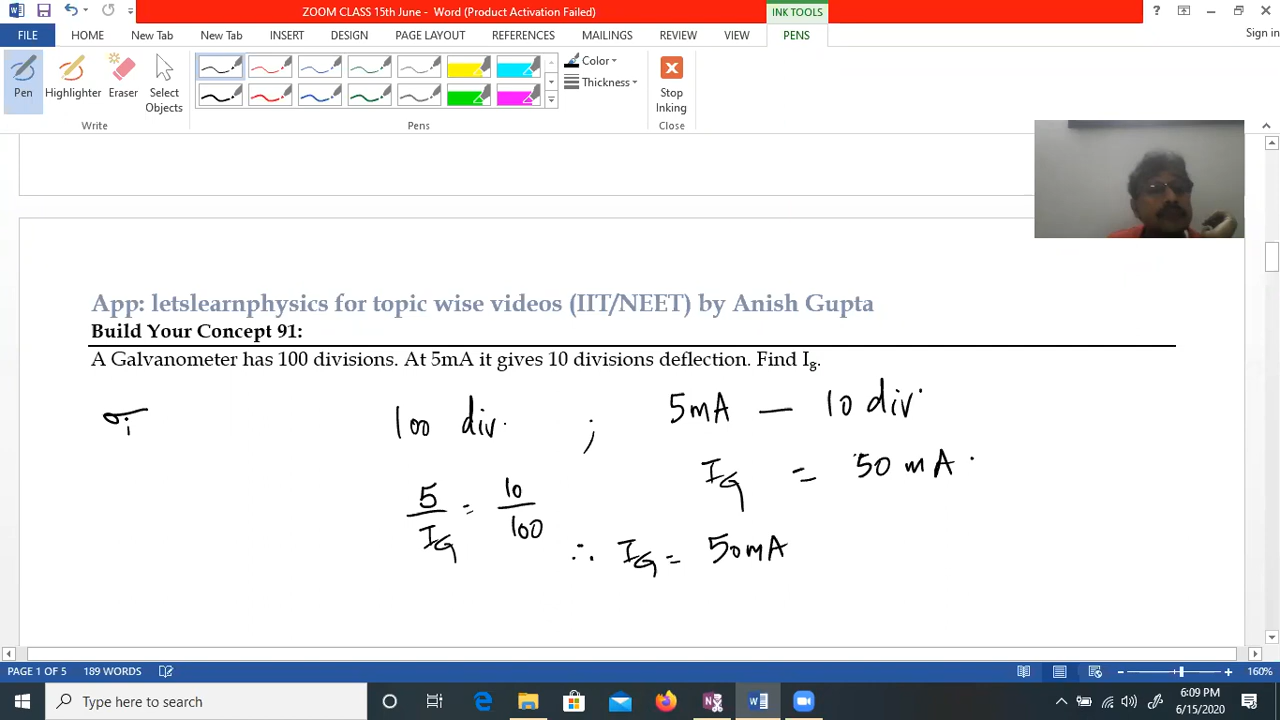 ZOOM CLASS 15th June - Word (Product Activation Failed)
INK TOOLS
FILE HOME New Tab New Tab INSERT DESIGN PAGE LAYOUT REFERENCES MAILINGS REVIEW VIEW PENS
Sign in
Pen Highlighter Eraser Select Objects
Color
Thickness
Stop Inking
Write Pens Close
App: letslearnphysics for topic wise videos (IIT/NEET) by Anish Gupta
Build Your Concept 91:
A Galvanometer has 100 divisions. At 5mA it gives 10 divisions deflection. Find Ig.
100 div. ; 5mA — 10 div
IG = 50 mA.
5/IG = 10/100
∴ IG = 50mA
PAGE 1 OF 5 189 WORDS 160%
Type here to search
6:09 PM
6/15/2020